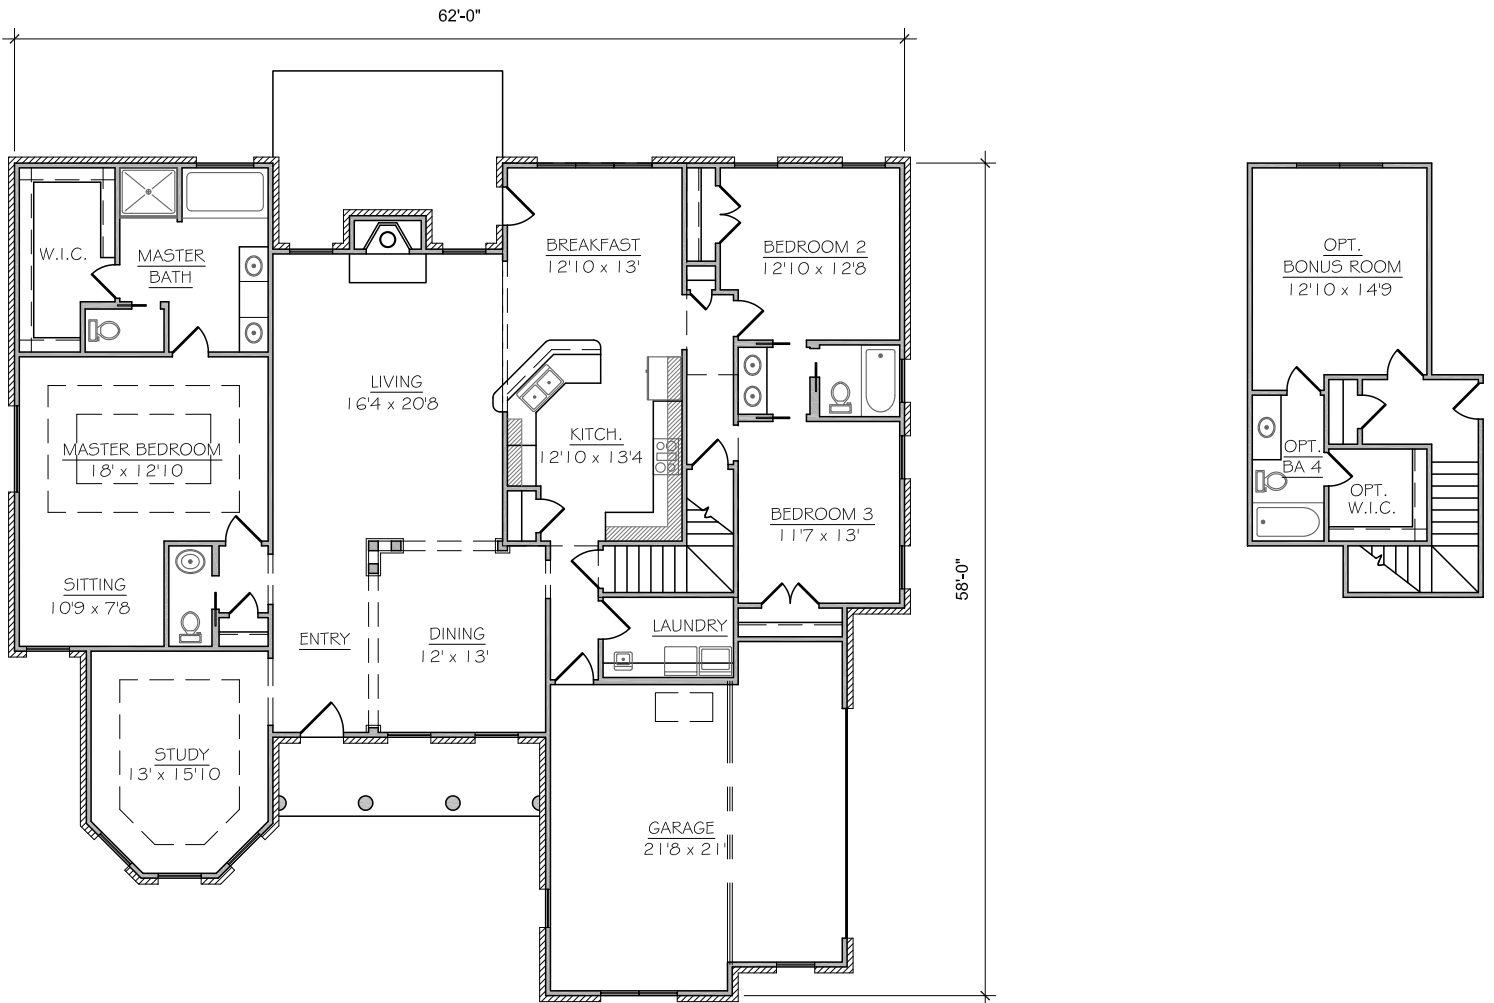 62'-0"
W.I.C.
MASTER
BATH
BREAKFAST
12'10 x 13'
BEDROOM 2
12'10 x 12'8
OPT.
BONUS ROOM
12'10 x 14'9
LIVING
16'4 x 20'8
MASTER BEDROOM
18' x 12'10
KITCH.
12'10 x 13'4
OPT.
BA 4
OPT.
W.I.C.
BEDROOM 3
11'7 x 13'
58'-0"
SITTING
10'9 x 7'8
ENTRY
DINING
12' x 13'
LAUNDRY
STUDY
13' x 15'10
GARAGE
21'8 x 21'